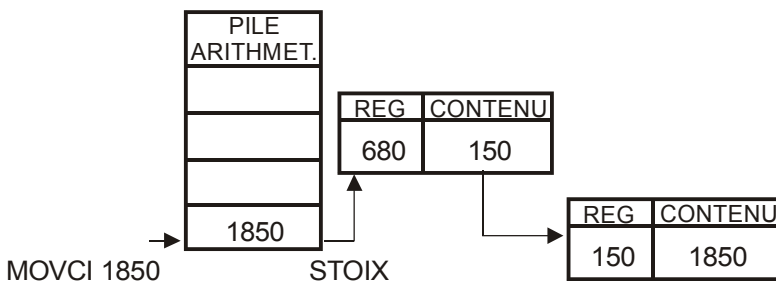 PILE
ARITHMET.
REG CONTENU
680 150
1850
REG CONTENU
150 1850
MOVCI 1850 STOIX